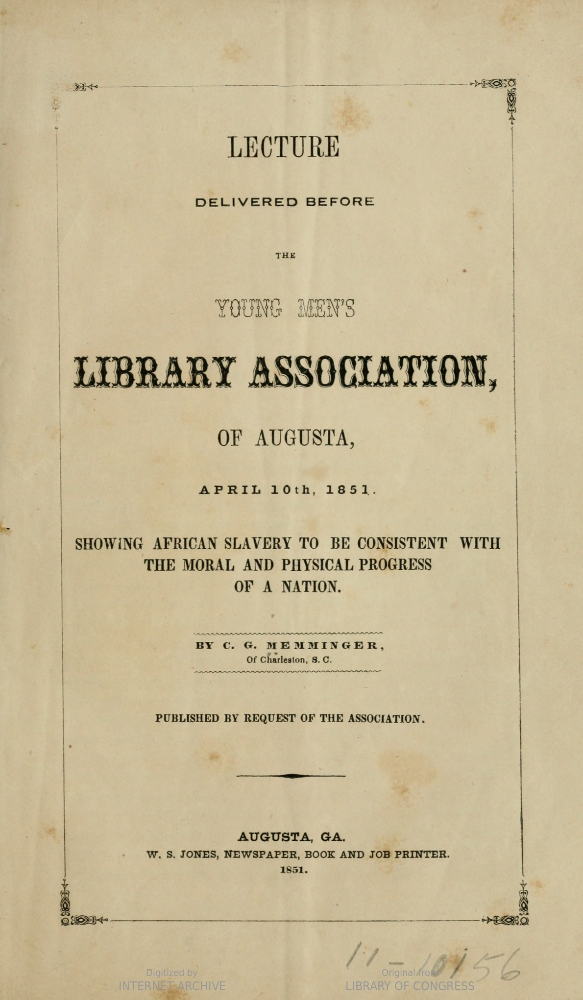 LECTURE
DELIVERED BEFORE
THE
YOUNG MEN'S
LIBRARY ASSOCIATION,
OF AUGUSTA,
APRIL 10th, 1851.
SHOWING AFRICAN SLAVERY TO BE CONSISTENT WITH
THE MORAL AND PHYSICAL PROGRESS
OF A NATION.
BY C. G. MEMMINGER,
Of Charleston, S. C.
PUBLISHED BY REQUEST OF THE ASSOCIATION.
AUGUSTA, GA.
W. S. JONES, NEWSPAPER, BOOK AND JOB PRINTER.
1851.
11-10156
Digitized by
INTERNET ARCHIVE
Original from
LIBRARY OF CONGRESS